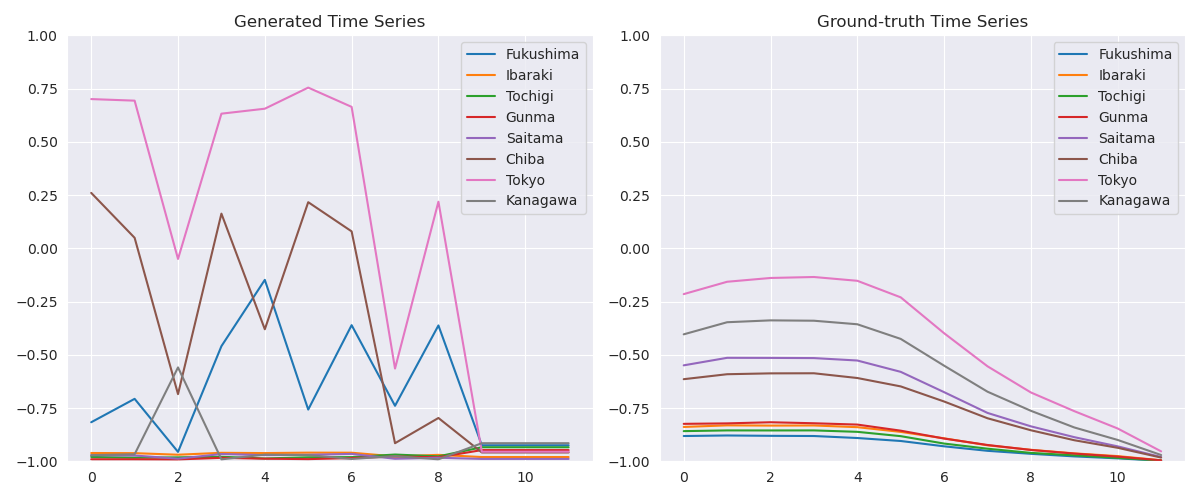 Generated Time Series
1.00
0.75
0.50
0.25
0.00
−0.25
−0.50
−0.75
−1.00
0 2 4 6 8 10
Fukushima
Ibaraki
Tochigi
Gunma
Saitama
Chiba
Tokyo
Kanagawa
Ground-truth Time Series
1.00
0.75
0.50
0.25
0.00
−0.25
−0.50
−0.75
−1.00
0 2 4 6 8 10
Fukushima
Ibaraki
Tochigi
Gunma
Saitama
Chiba
Tokyo
Kanagawa